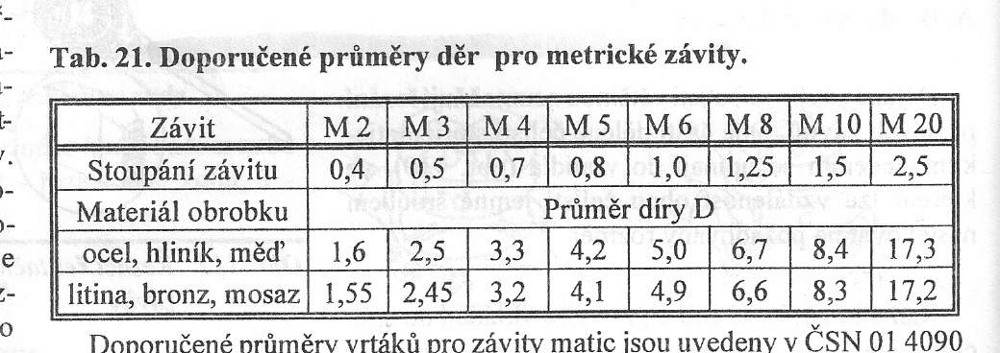 Tab. 21. Doporučené průměry děr pro metrické závity.
Závit M 2 M 3 M 4 M 5 M 6 M 8 M 10 M 20
Stoupání závitu 0,4 0,5 0,7 0,8 1,0 1,25 1,5 2,5
Materiál obrobku Průměr díry D
ocel, hliník, měď 1,6 2,5 3,3 4,2 5,0 6,7 8,4 17,3
litina, bronz, mosaz 1,55 2,45 3,2 4,1 4,9 6,6 8,3 17,2
Doporučené průměry vrtáků pro závity matic jsou uvedeny v ČSN 01 4090